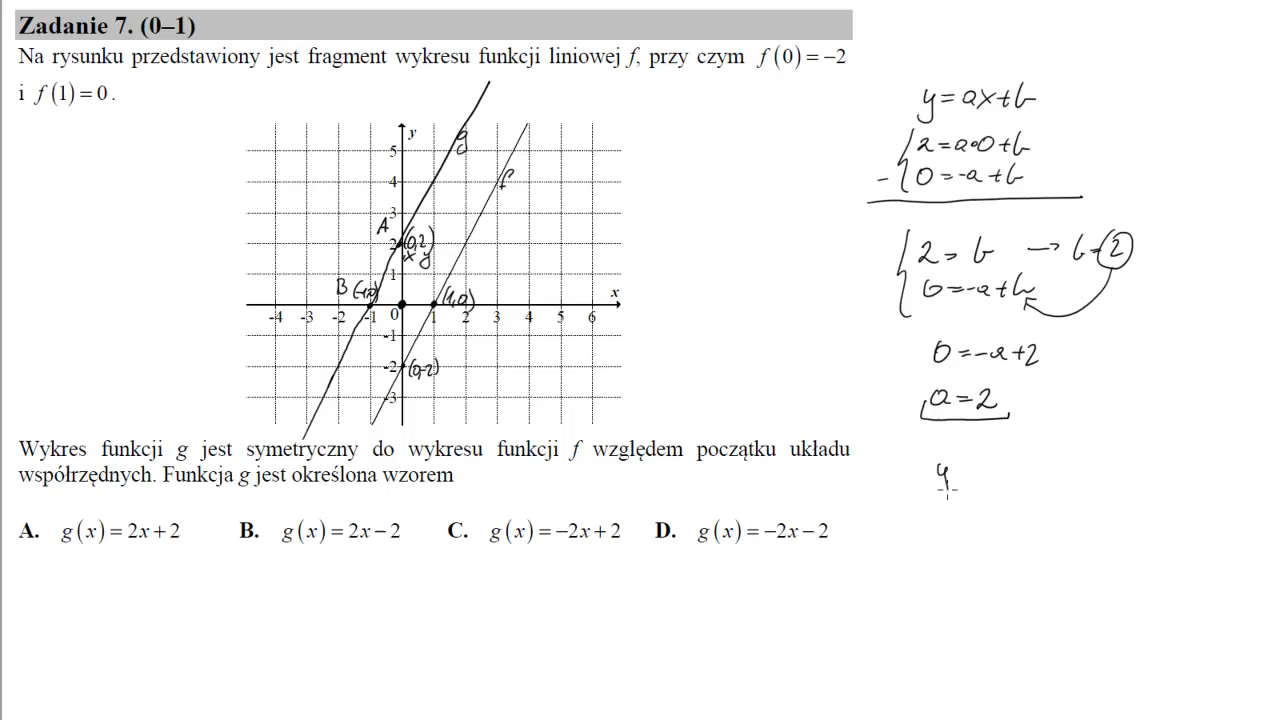 Zadanie 7. (0–1)
Na rysunku przedstawiony jest fragment wykresu funkcji liniowej f, przy czym f(0) = −2
i f(1) = 0.
y
g
5
f
4
3
A
2
(0,2)
x y
1
B (-1,0)
(1,0)
x
-4 -3 -2 -1 0 1 2 3 4 5 6
-1
-2
(0,-2)
-3
Wykres funkcji g jest symetryczny do wykresu funkcji f względem początku układu
współrzędnych. Funkcja g jest określona wzorem
A. g(x) = 2x + 2 B. g(x) = 2x − 2 C. g(x) = −2x + 2 D. g(x) = −2x − 2
y = ax + b
2 = a·0 + b
- 0 = -a + b
2 = b → b = 2
0 = -a + b
0 = -a + 2
a = 2
y